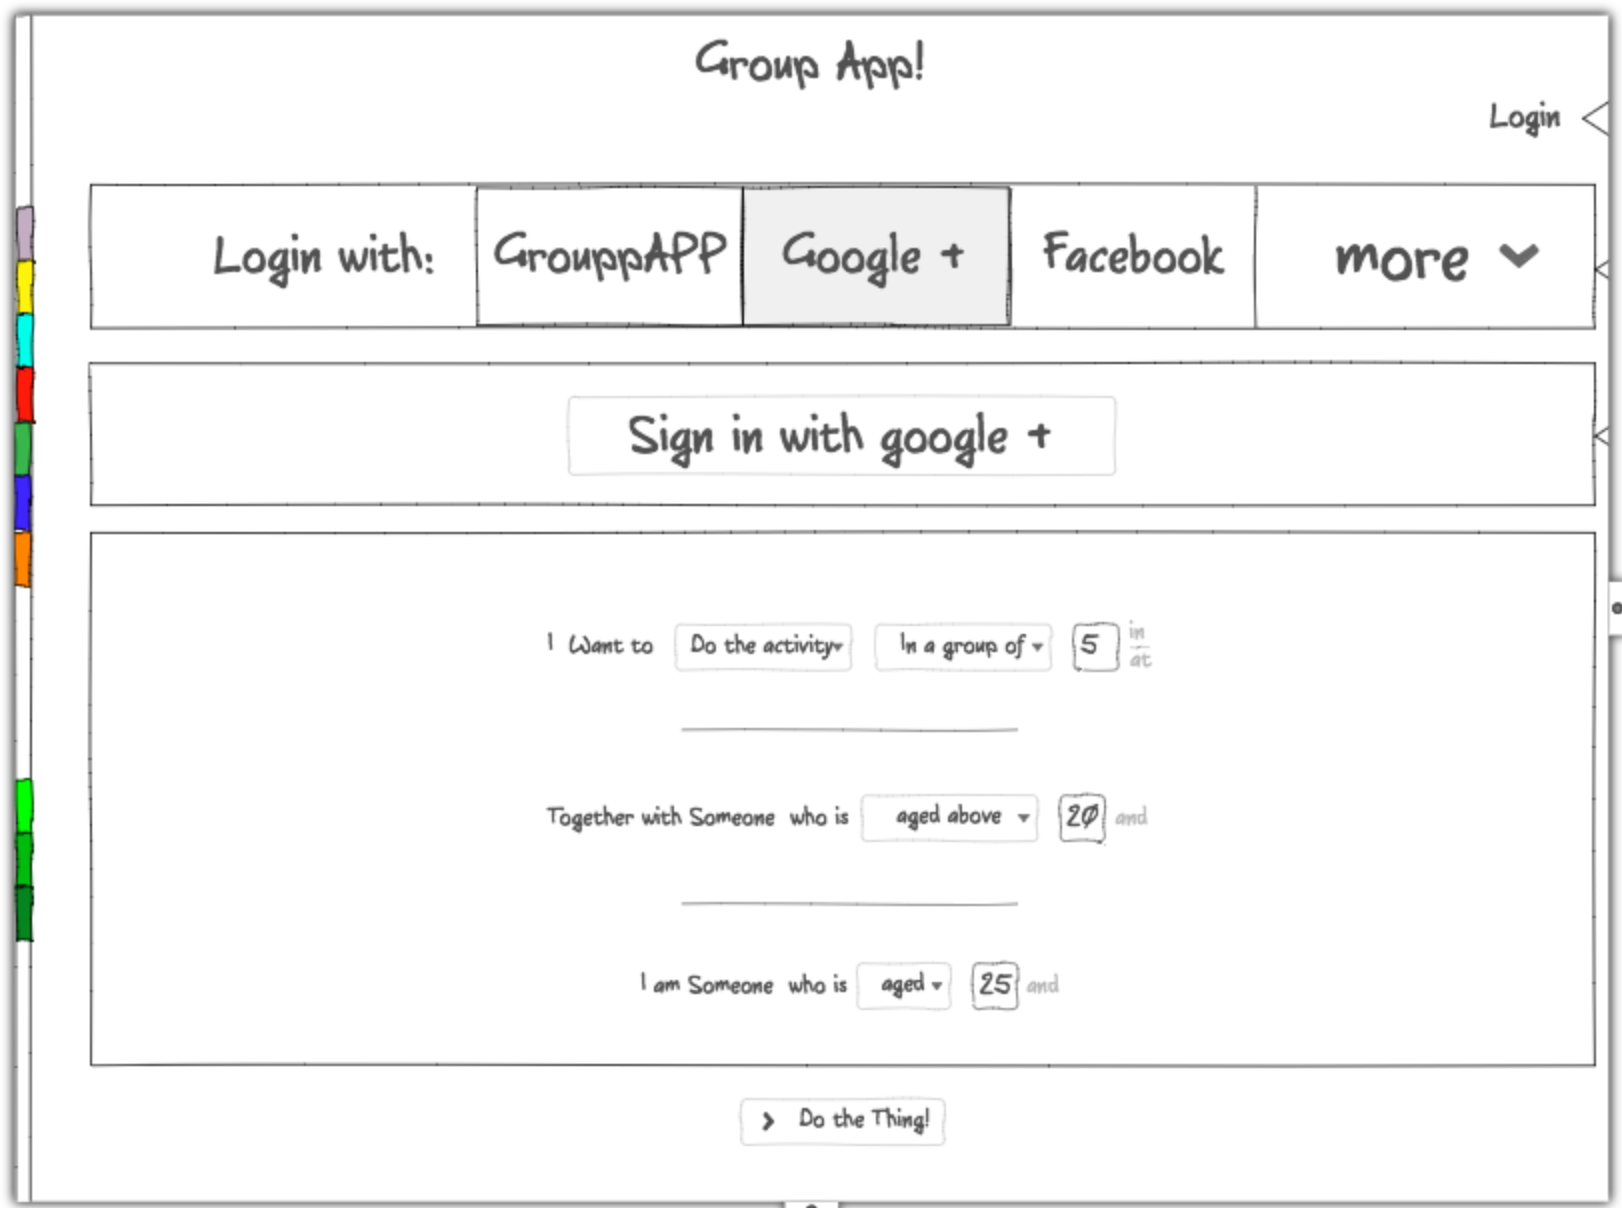 Group App!
Login
Login with: GrouppAPP Google + Facebook more
Sign in with google +
I Want to Do the activity In a group of 5 in
at
Together with Someone who is aged above 20 and
I am Someone who is aged 25 and
Do the Thing!